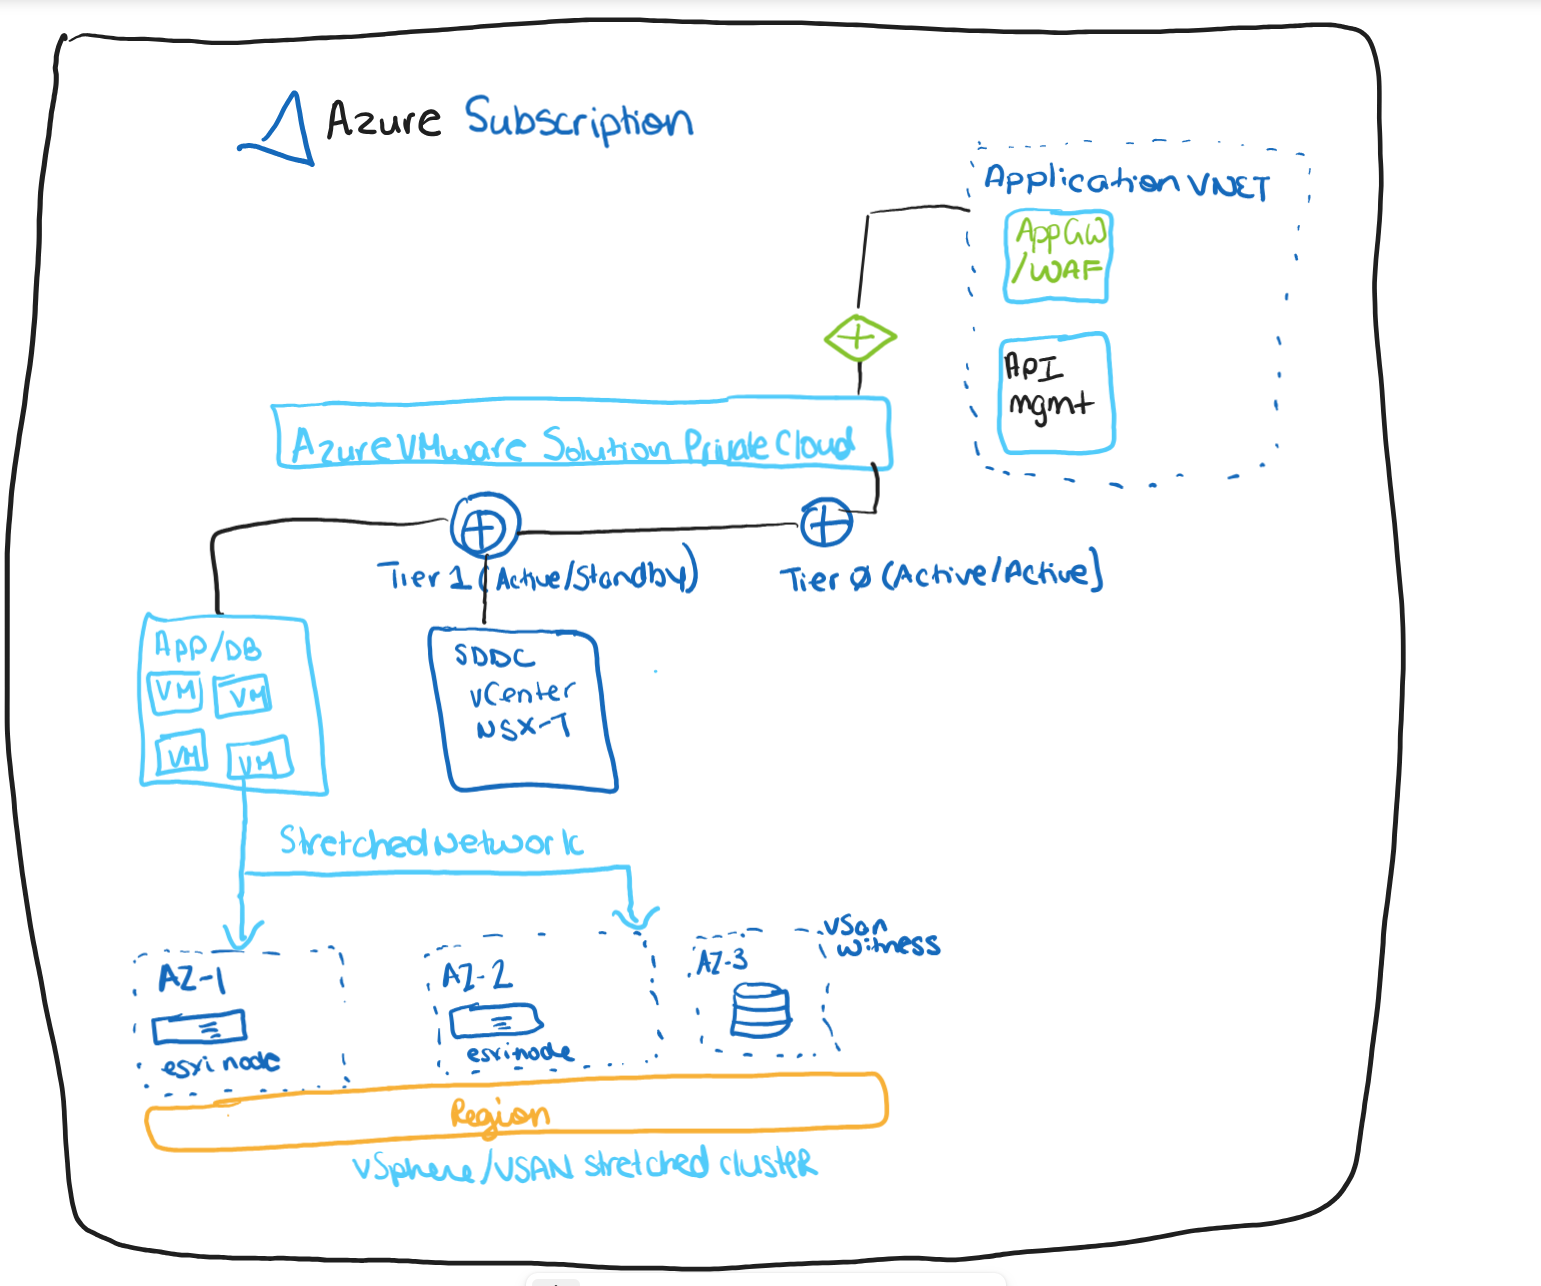 Azure Subscription
Application VNET
AppGW
/WAF
API
mgmt
Azure VMware Solution Private Cloud
Tier 1 (Active/Standby)
Tier 0 (Active/Active]
App/DB
VM
VM
VM
VM
SDDC
vCenter
NSX-T
Stretched Network
AZ-1
esxi node
AZ-2
esxi node
AZ-3
vSan
witness
Region
vSphere/VSAN stretched clusteR